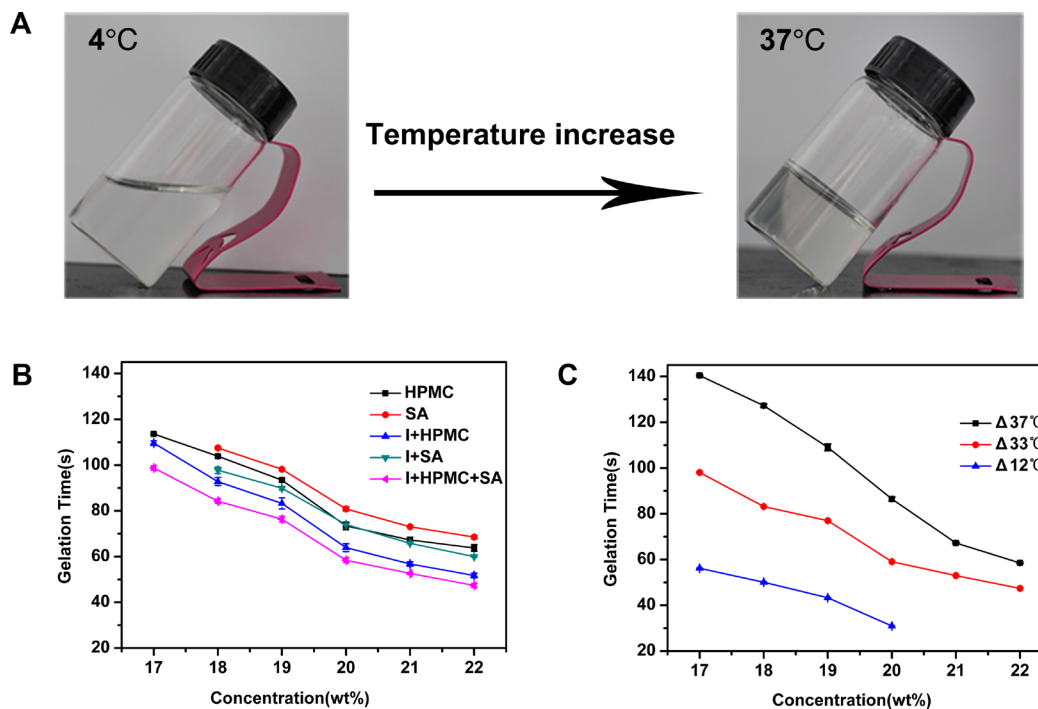 A
4°C
37°C
Temperature increase
B
Gelation Time(s)
140
120
100
80
60
40
20
17 18 19 20 21 22
Concentration(wt%)
HPMC
SA
I+HPMC
I+SA
I+HPMC+SA
C
Gelation Time(s)
140
120
100
80
60
40
20
17 18 19 20 21 22
Concentration(wt%)
Δ37℃
Δ33℃
Δ12℃